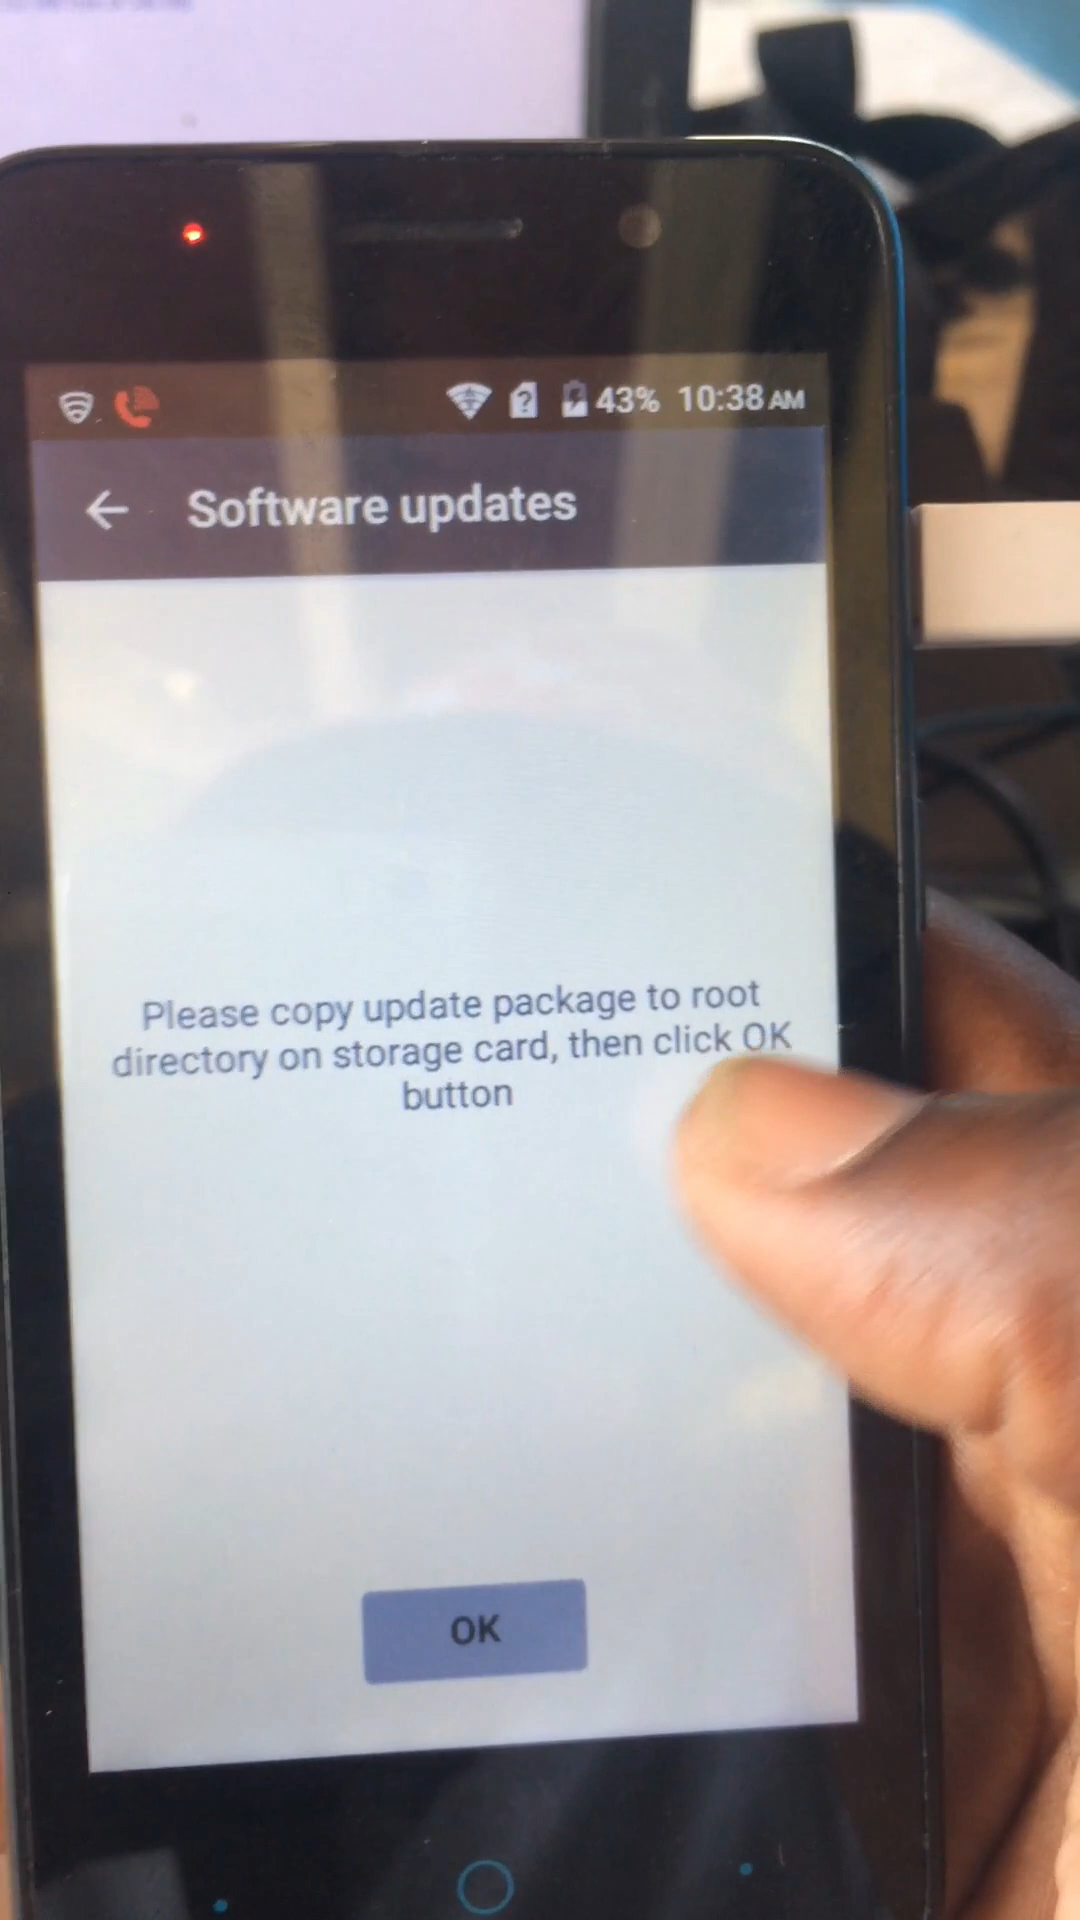 43% 10:38 AM
Software updates
Please copy update package to root
directory on storage card, then click OK
button
OK